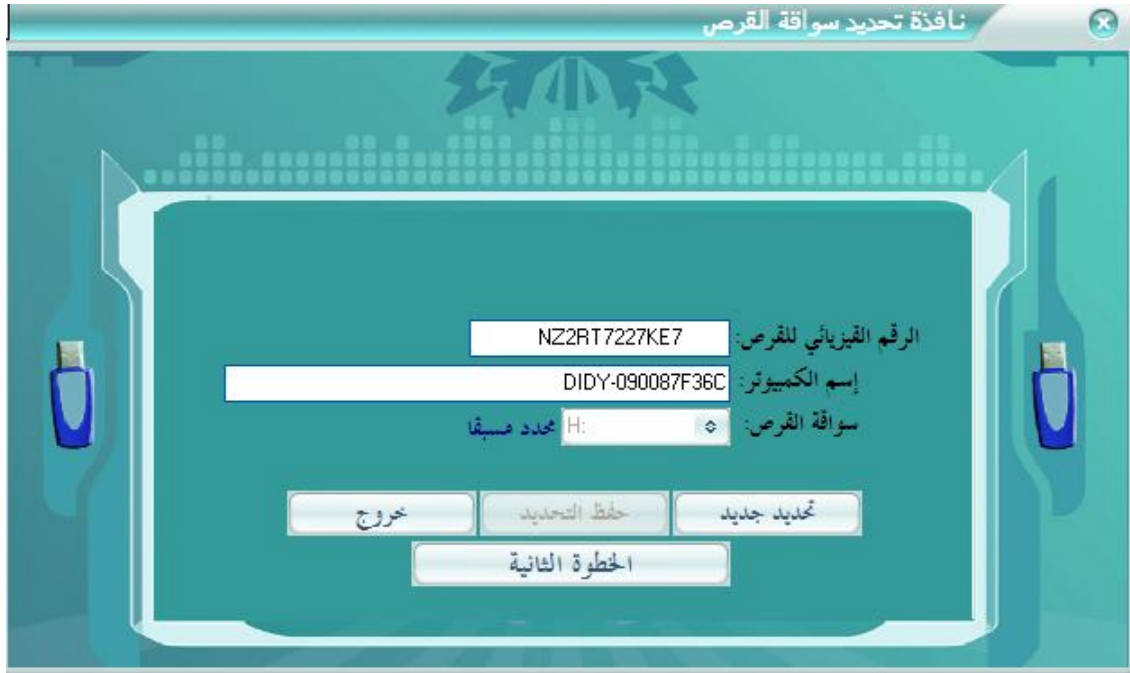 نافذة تحديد سواقة القرص
الرقم الفيزيائي للقرص: NZ2RT7227KE7
إسم الكمبيوتر: DIDY-090087F36C
سواقة القرص: H: محدد مسبقا
تحديد جديد حفظ التحديد خروج
الخطوة الثانية